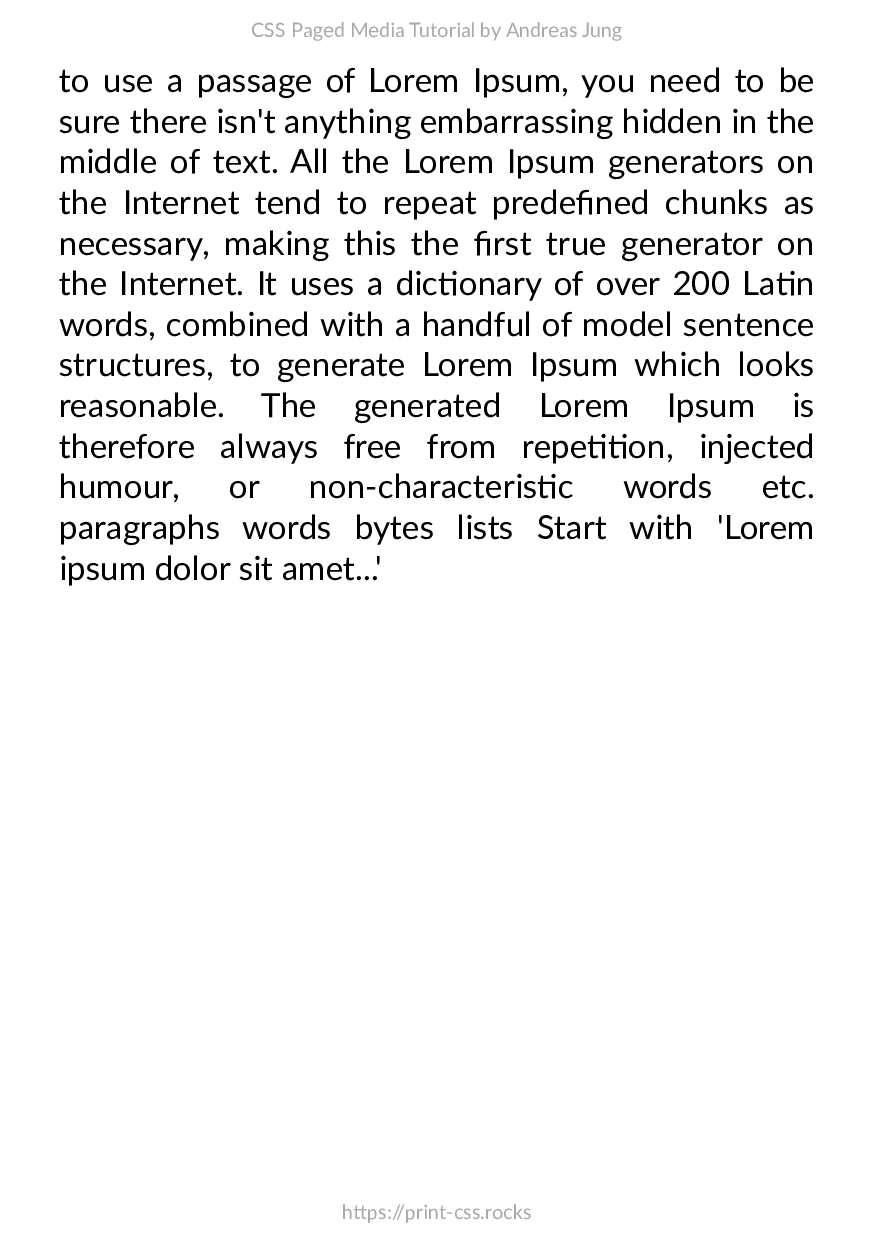 CSS Paged Media Tutorial by Andreas Jung
to use a passage of Lorem Ipsum, you need to be
sure there isn't anything embarrassing hidden in the
middle of text. All the Lorem Ipsum generators on
the Internet tend to repeat predefined chunks as
necessary, making this the first true generator on
the Internet. It uses a dictionary of over 200 Latin
words, combined with a handful of model sentence
structures, to generate Lorem Ipsum which looks
reasonable. The generated Lorem Ipsum is
therefore always free from repetition, injected
humour, or non-characteristic words etc.
paragraphs words bytes lists Start with 'Lorem
ipsum dolor sit amet...'
https://print-css.rocks